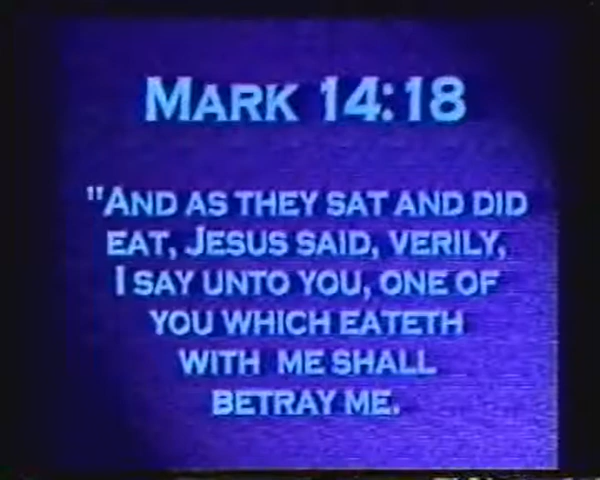 MARK 14:18
"AND AS THEY SAT AND DID
EAT, JESUS SAID, VERILY,
I SAY UNTO YOU, ONE OF
YOU WHICH EATETH
WITH ME SHALL
BETRAY ME.